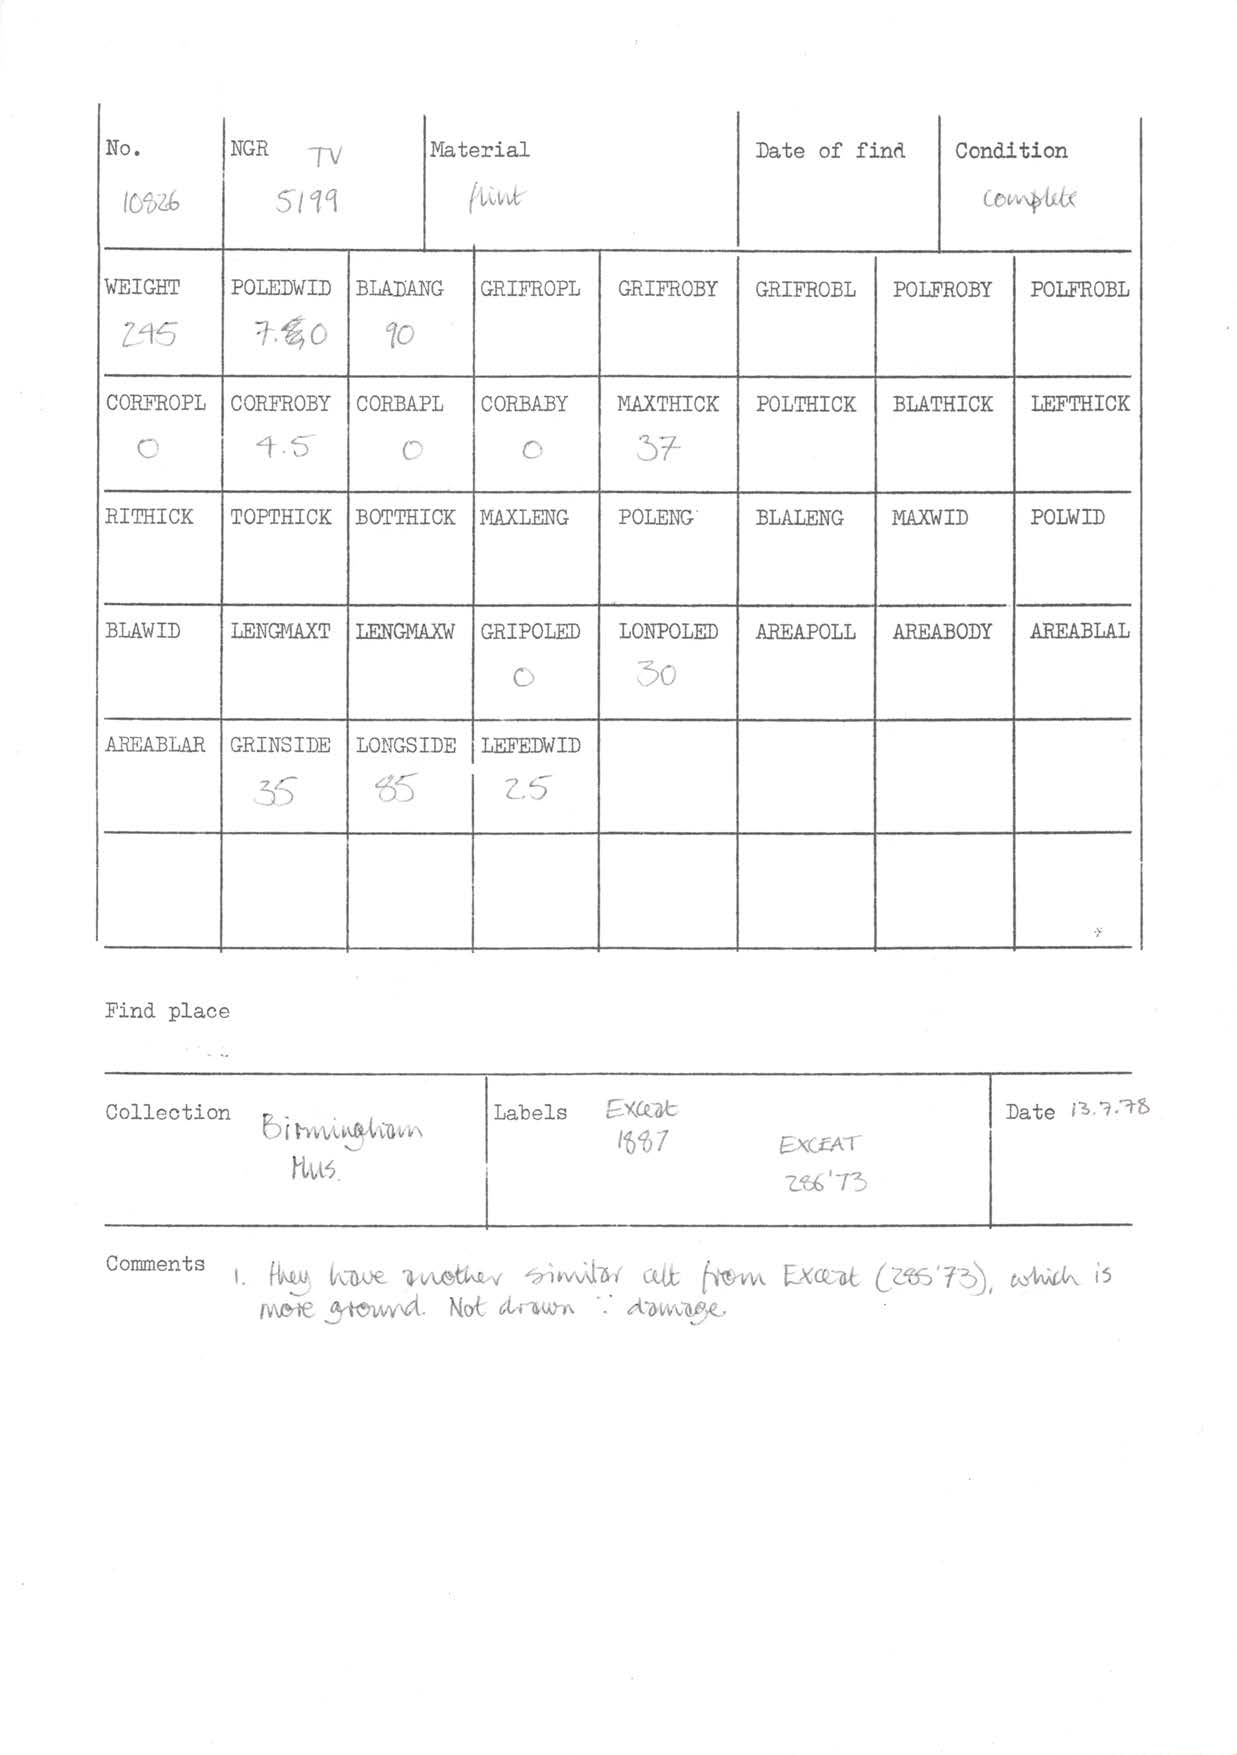 No. NGR TV Material Date of find Condition
10826 5199 flint complete
WEIGHT POLEDWID BLADANG GRIFROPL GRIFROBY GRIFROBL POLFROBY POLFROBL
245 7.0 90
CORFROPL CORFROBY CORBAPL CORBABY MAXTHICK POLTHICK BLATHICK LEFTHICK
0 4.5 0 0 37
RITHICK TOPTHICK BOTTHICK MAXLENG POLENG BLALENG MAXWID POLWID
BLAWID LENGMAXT LENGMAXW GRIPOLED LONPOLED AREAPOLL AREABODY AREABLAL
0 30
AREABLAR GRINSIDE LONGSIDE LEFEDWID
35 85 2.5
Find place
Collection Birmingham Labels Exceat Date 13.7.78
Mus. 1887 EXCEAT
286'73
Comments 1. they have another similar celt from Exceat (285'73), which is
more ground. Not drawn ∵ damage.